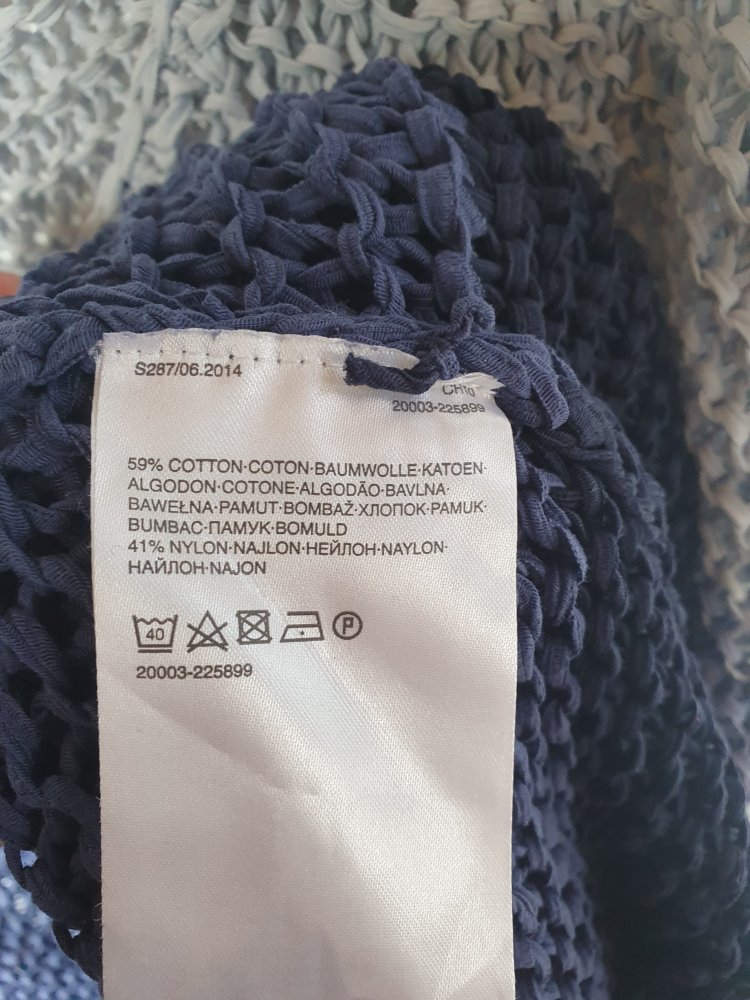 S287/06.2014
CH10
20003-225899
59% COTTON·COTON·BAUMWOLLE·KATOEN·
ALGODON·COTONE·ALGODÃO·BAVLNA·
BAWEŁNA·PAMUT·BOMBAŽ·ХЛОПОК·PAMUK·
BUMBAC·ПАМУК·BOMULD
41% NYLON·NAJLON·НЕЙЛОН·NAYLON·
НАЙЛОН·NAJON
40
P
20003-225899